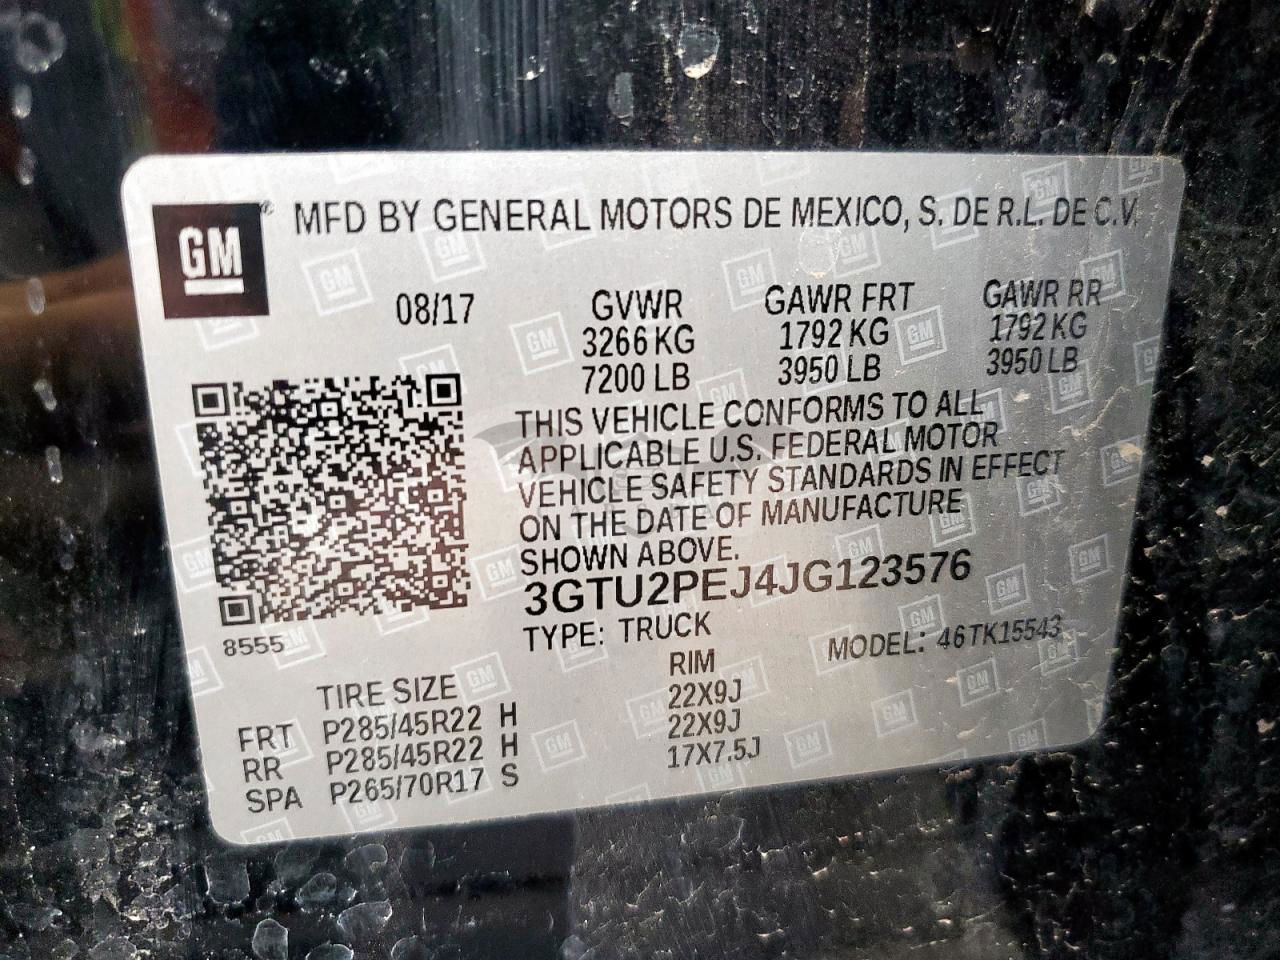 GM® MFD BY GENERAL MOTORS DE MEXICO, S. DE R.L. DE C.V.
08/17 GVWR GAWR FRT GAWR RR
3266 KG 1792 KG 1792 KG
7200 LB 3950 LB 3950 LB
THIS VEHICLE CONFORMS TO ALL
APPLICABLE U.S. FEDERAL MOTOR
VEHICLE SAFETY STANDARDS IN EFFECT
ON THE DATE OF MANUFACTURE
SHOWN ABOVE.
3GTU2PEJ4JG123576
8555 TYPE: TRUCK MODEL: 46TK15543
TIRE SIZE RIM
FRT P285/45R22 H 22X9J
RR P285/45R22 H 22X9J
SPA P265/70R17 S 17X7.5J